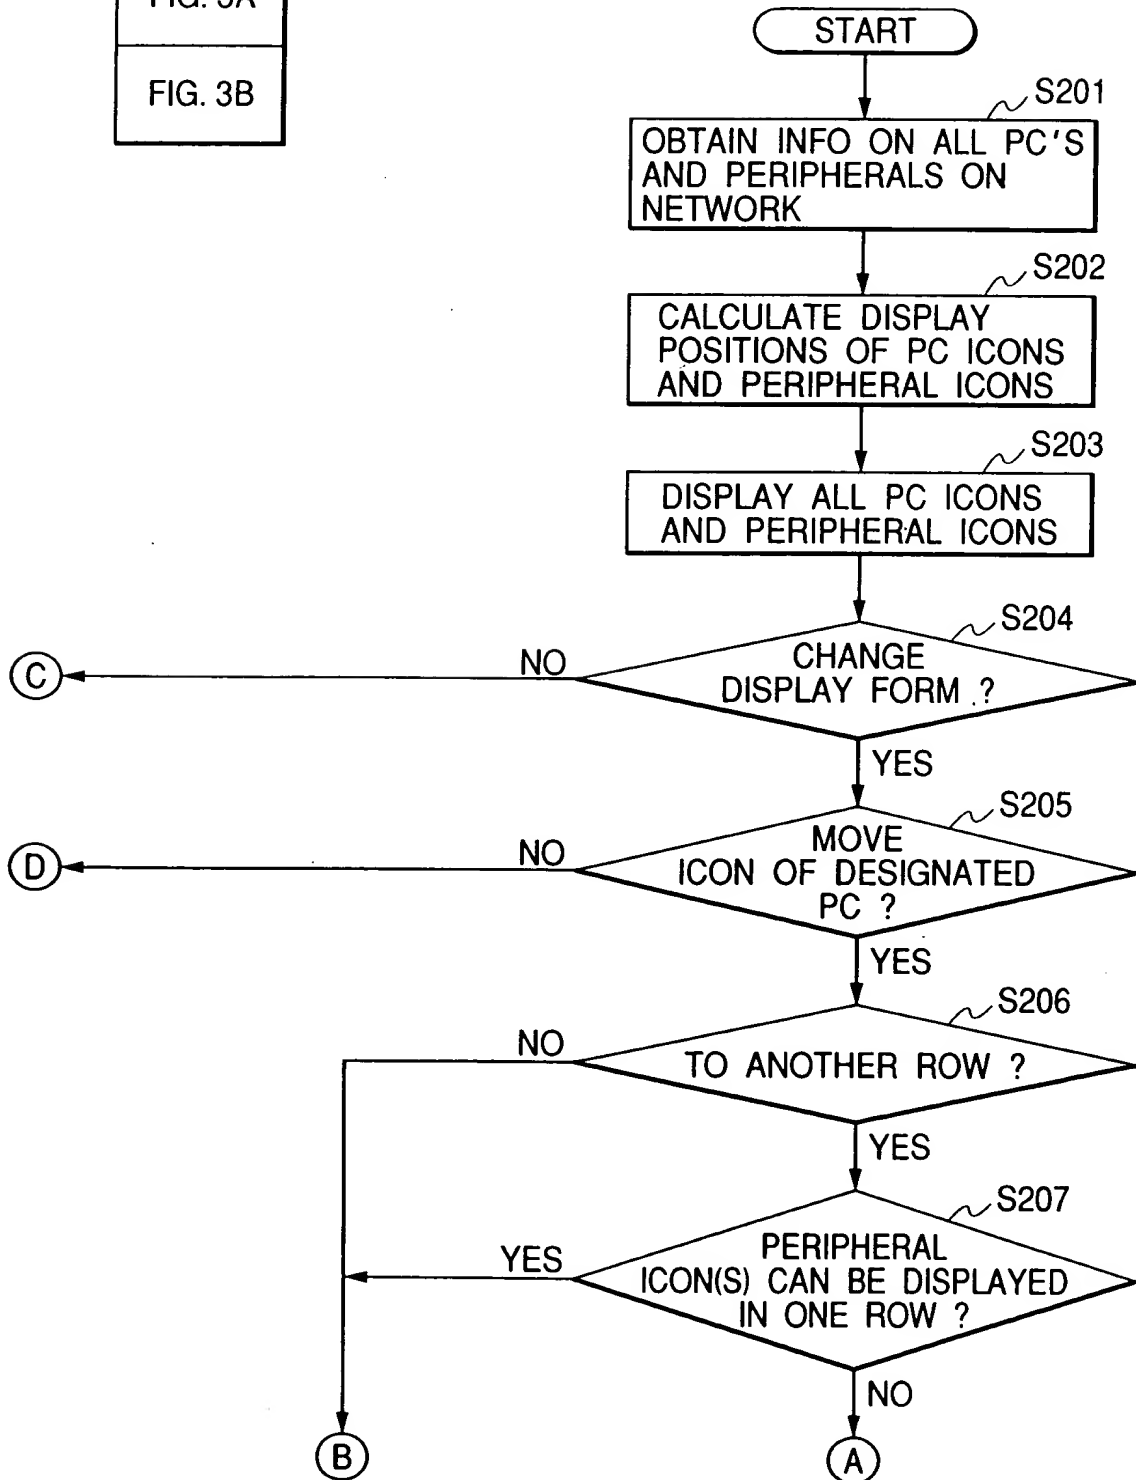 FIG. 3A
FIG. 3B
START
S201
OBTAIN INFO ON ALL PC'S
AND PERIPHERALS ON
NETWORK
S202
CALCULATE DISPLAY
POSITIONS OF PC ICONS
AND PERIPHERAL ICONS
S203
DISPLAY ALL PC ICONS
AND PERIPHERAL ICONS
S204
CHANGE
DISPLAY FORM ?
NO
C
YES
S205
MOVE
ICON OF DESIGNATED
PC ?
NO
D
YES
S206
TO ANOTHER ROW ?
NO
YES
S207
PERIPHERAL
ICON(S) CAN BE DISPLAYED
IN ONE ROW ?
YES
NO
B
A